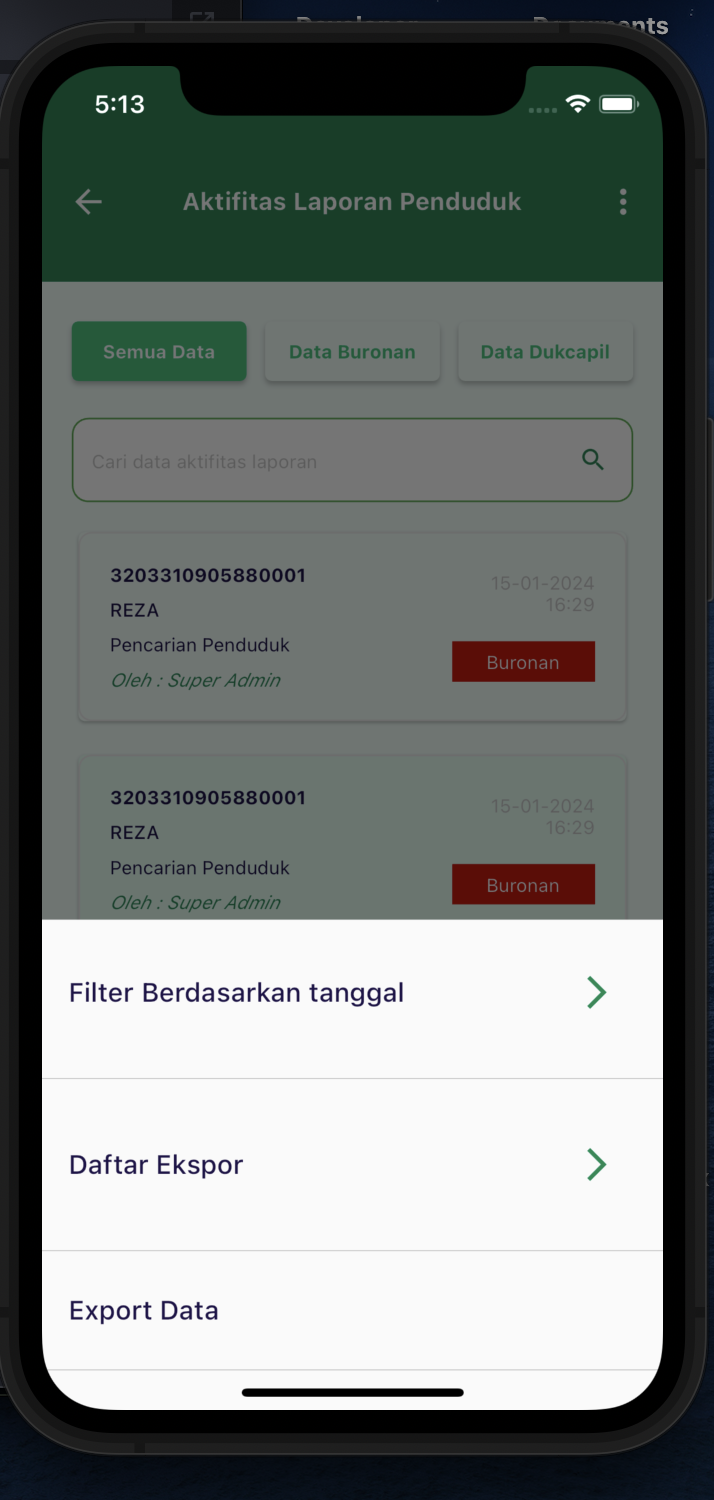 Developer Documents
5:13
Aktifitas Laporan Penduduk
Semua Data Data Buronan Data Dukcapil
Cari data aktifitas laporan
3203310905880001
15-01-2024
16:29
REZA
Pencarian Penduduk
Buronan
Oleh : Super Admin
3203310905880001
15-01-2024
16:29
REZA
Pencarian Penduduk
Buronan
Oleh : Super Admin
Filter Berdasarkan tanggal
Daftar Ekspor
Export Data